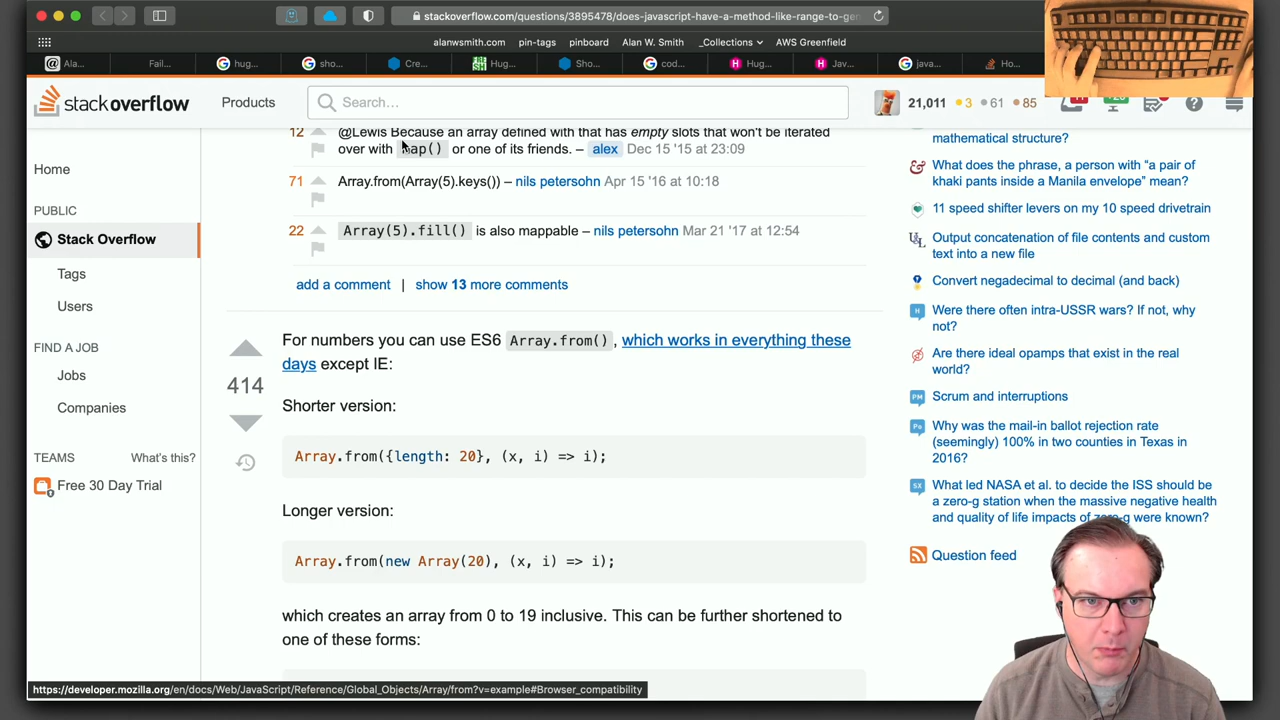 stackoverflow.com/questions/3895478/does-javascript-have-a-method-like-range-to-ger
alanwsmith.com pin-tags pinboard Alan W. Smith _Collections AWS Greenfield
Ala... Fail... hug... sho... Cre... Hug... Sho... cod... Hug... Jav... java... Ho...
stackoverflow Products Search... 21,011 3 61 85
Home
PUBLIC
Stack Overflow
Tags
Users
FIND A JOB
Jobs
Companies
TEAMS What's this?
Free 30 Day Trial
12 @Lewis Because an array defined with that has empty slots that won't be iterated
over with map() or one of its friends. – alex Dec 15 '15 at 23:09
71 Array.from(Array(5).keys()) – nils petersohn Apr 15 '16 at 10:18
22 Array(5).fill() is also mappable – nils petersohn Mar 21 '17 at 12:54
add a comment | show 13 more comments
414
For numbers you can use ES6 Array.from(), which works in everything these
days except IE:
Shorter version:
Array.from({length: 20}, (x, i) => i);
Longer version:
Array.from(new Array(20), (x, i) => i);
which creates an array from 0 to 19 inclusive. This can be further shortened to
one of these forms:
mathematical structure?
What does the phrase, a person with “a pair of
khaki pants inside a Manila envelope” mean?
11 speed shifter levers on my 10 speed drivetrain
Output concatenation of file contents and custom
text into a new file
Convert negadecimal to decimal (and back)
Were there often intra-USSR wars? If not, why
not?
Are there ideal opamps that exist in the real
world?
Scrum and interruptions
Why was the mail-in ballot rejection rate
(seemingly) 100% in two counties in Texas in
2016?
What led NASA et al. to decide the ISS should be
a zero-g station when the massive negative health
and quality of life impacts of zero-g were known?
Question feed
https://developer.mozilla.org/en/docs/Web/JavaScript/Reference/Global_Objects/Array/from?v=example#Browser_compatibility